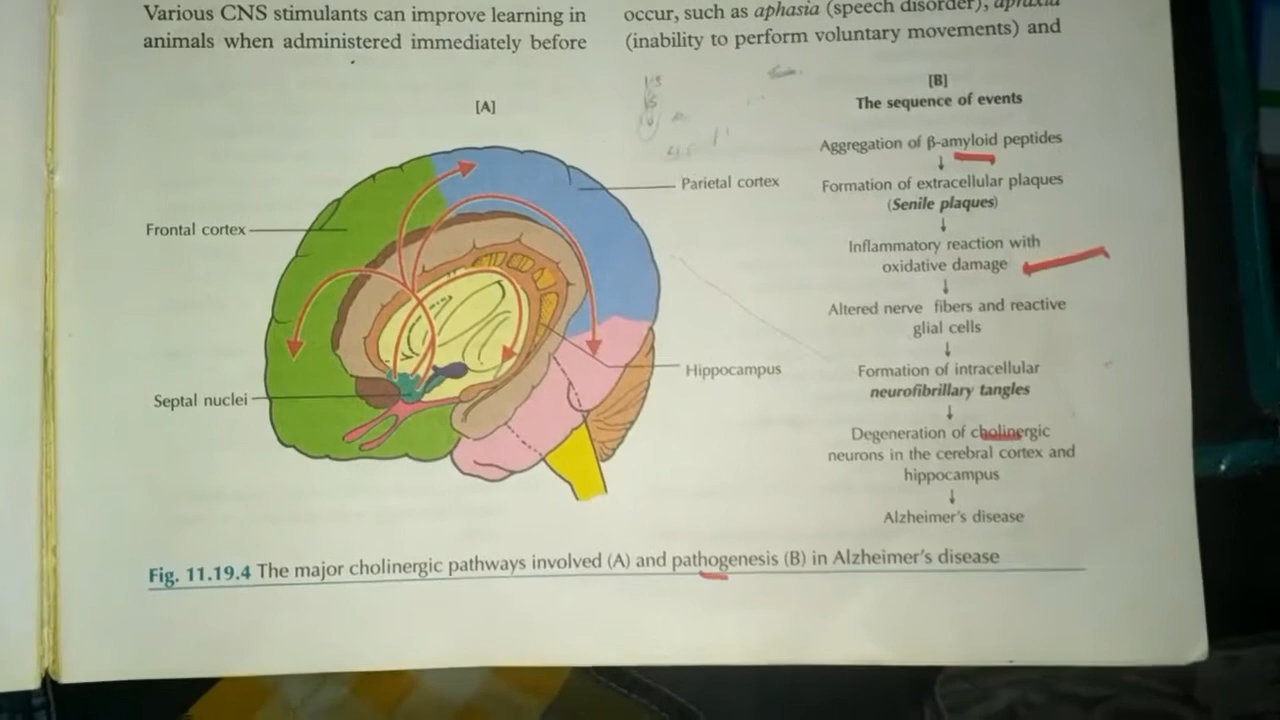 Various CNS stimulants can improve learning in
animals when administered immediately before
occur, such as aphasia (speech disorder), apraxia
(inability to perform voluntary movements) and
[A]
Frontal cortex
Parietal cortex
Septal nuclei
Hippocampus
[B]
The sequence of events
Aggregation of β-amyloid peptides
↓
Formation of extracellular plaques
(Senile plaques)
↓
Inflammatory reaction with
oxidative damage
↓
Altered nerve fibers and reactive
glial cells
↓
Formation of intracellular
neurofibrillary tangles
↓
Degeneration of cholinergic
neurons in the cerebral cortex and
hippocampus
↓
Alzheimer's disease
Fig. 11.19.4 The major cholinergic pathways involved (A) and pathogenesis (B) in Alzheimer's disease